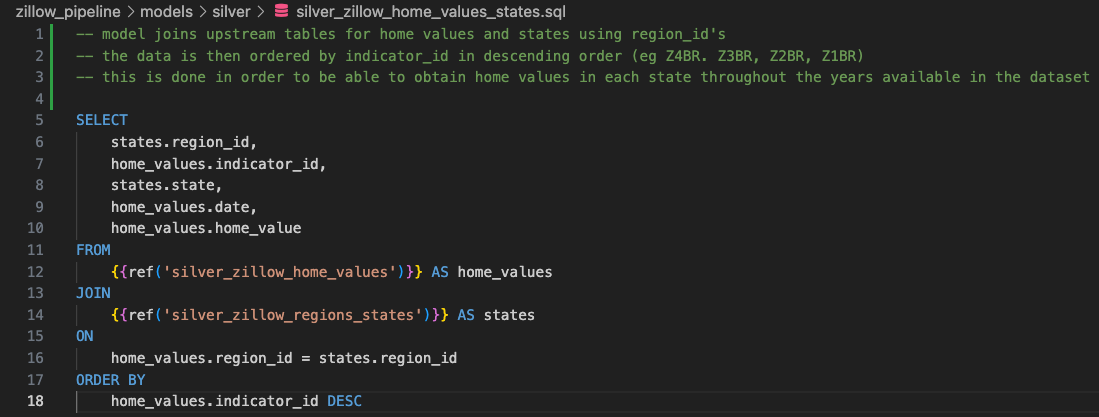 zillow_pipeline > models > silver > silver_zillow_home_values_states.sql
1 -- model joins upstream tables for home values and states using region_id's
2 -- the data is then ordered by indicator_id in descending order (eg Z4BR. Z3BR, Z2BR, Z1BR)
3 -- this is done in order to be able to obtain home values in each state throughout the years available in the dataset
4
5 SELECT
6     states.region_id,
7     home_values.indicator_id,
8     states.state,
9     home_values.date,
10     home_values.home_value
11 FROM
12     {{ref('silver_zillow_home_values')}} AS home_values
13 JOIN
14     {{ref('silver_zillow_regions_states')}} AS states
15 ON
16     home_values.region_id = states.region_id
17 ORDER BY
18     home_values.indicator_id DESC